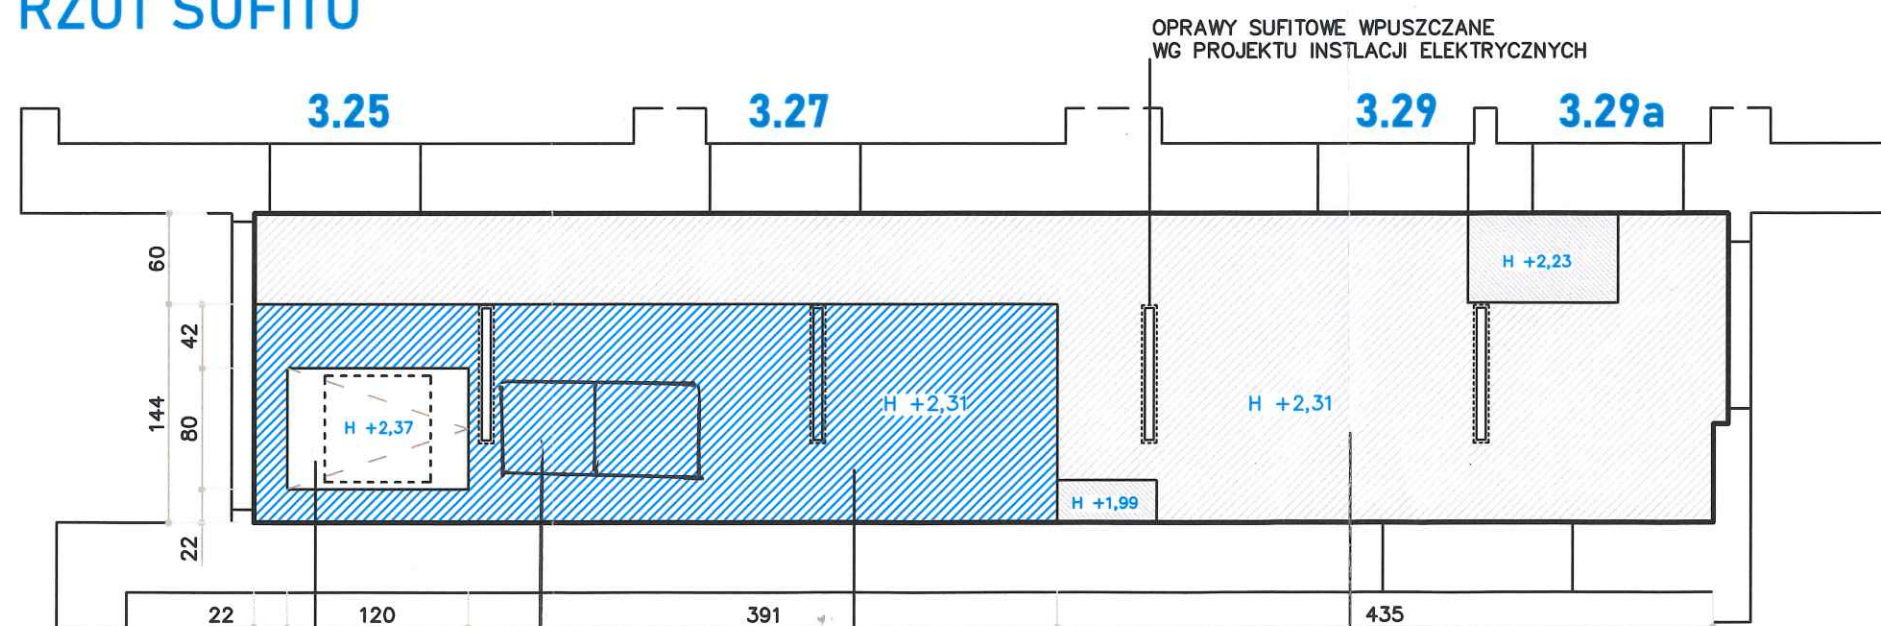 RZUT SUFITU
OPRAWY SUFITOWE WPUSZCZANE
WG PROJEKTU INSTLACJI ELEKTRYCZNYCH
3.25
3.27
3.29
3.29a
60
H +2,23
42
144
80
H +2,37
H +2,31
H +2,31
H +1,99
22
22
120
391
435